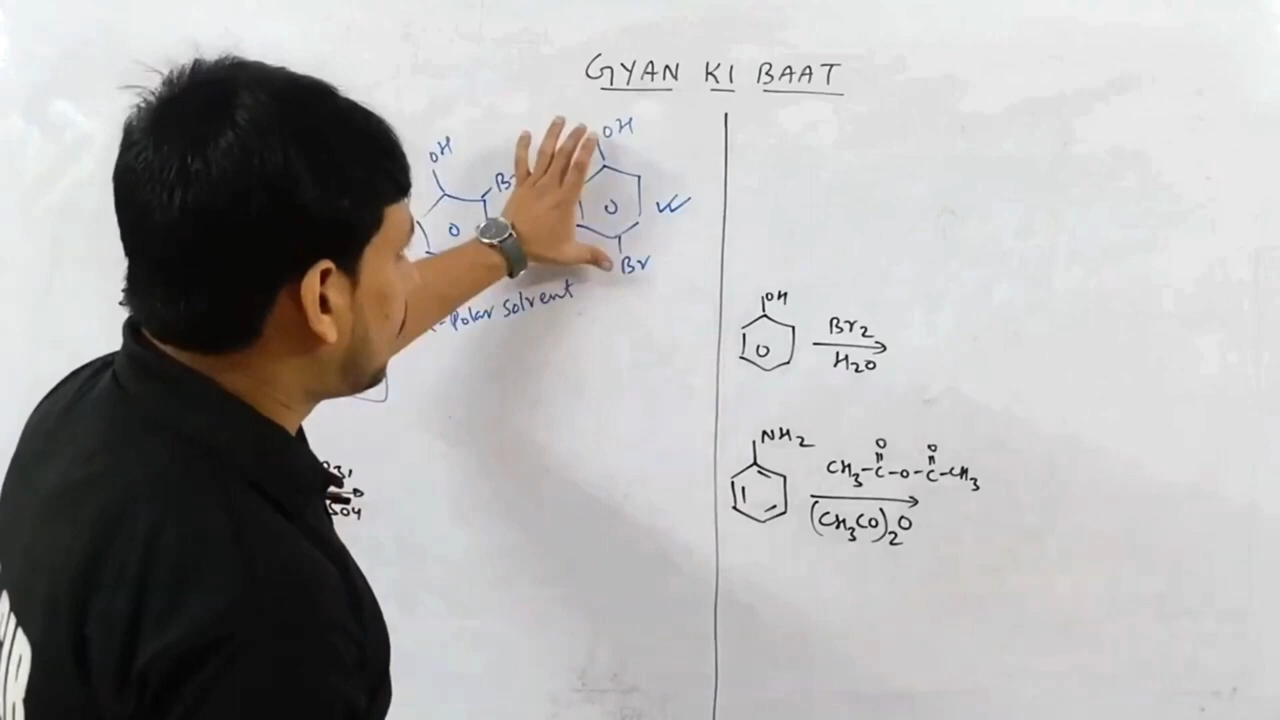 GYAN KI BAAT
OH
OH
Br
O
O
Br
Polar solvent
OH
O
Br2
H2O
NH2
O O
CH3-C-O-C-CH3
(CH3CO)2O